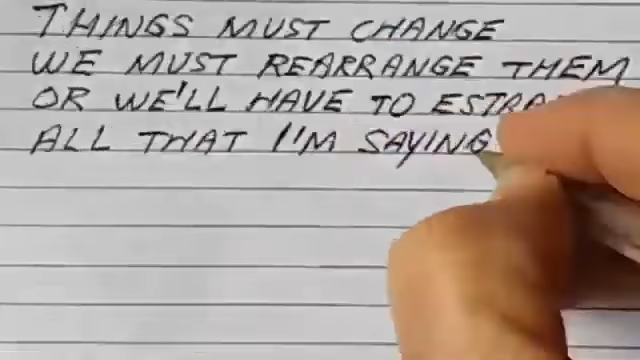 THINGS MUST CHANGE
WE MUST REARRANGE THEM
OR WE'LL HAVE TO
ALL THAT I'M SAYING